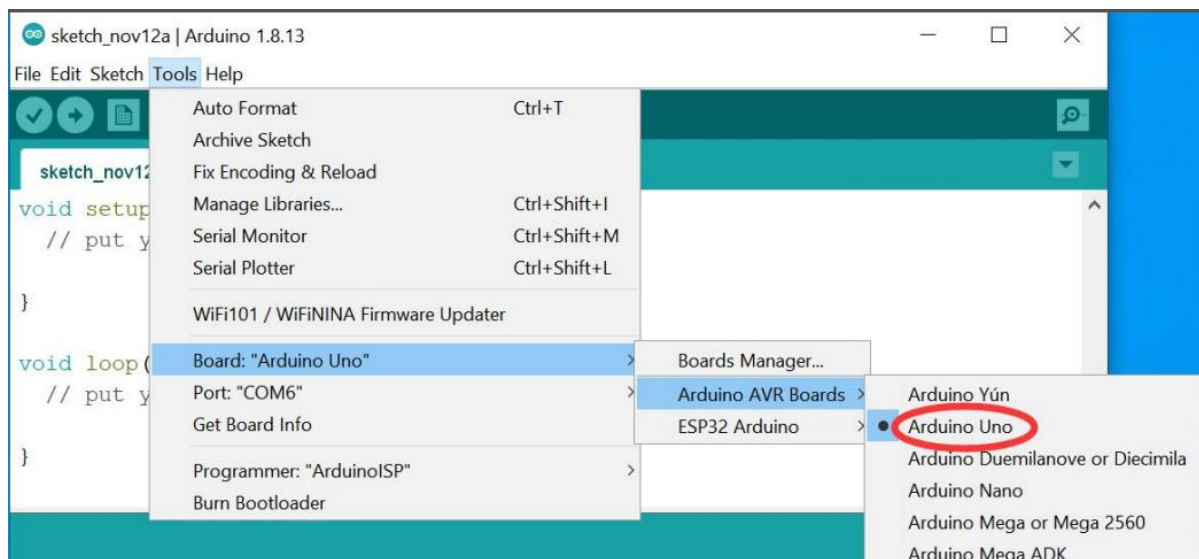 sketch_nov12a | Arduino 1.8.13
File Edit Sketch Tools Help
sketch_nov12
void setup
// put y
}
void loop(
// put y
}
Auto Format Ctrl+T
Archive Sketch
Fix Encoding & Reload
Manage Libraries... Ctrl+Shift+I
Serial Monitor Ctrl+Shift+M
Serial Plotter Ctrl+Shift+L
WiFi101 / WiFiNINA Firmware Updater
Board: "Arduino Uno"
Port: "COM6"
Get Board Info
Programmer: "ArduinoISP"
Burn Bootloader
Boards Manager...
Arduino AVR Boards
ESP32 Arduino
Arduino Yún
Arduino Uno
Arduino Duemilanove or Diecimila
Arduino Nano
Arduino Mega or Mega 2560
Arduino Mega ADK